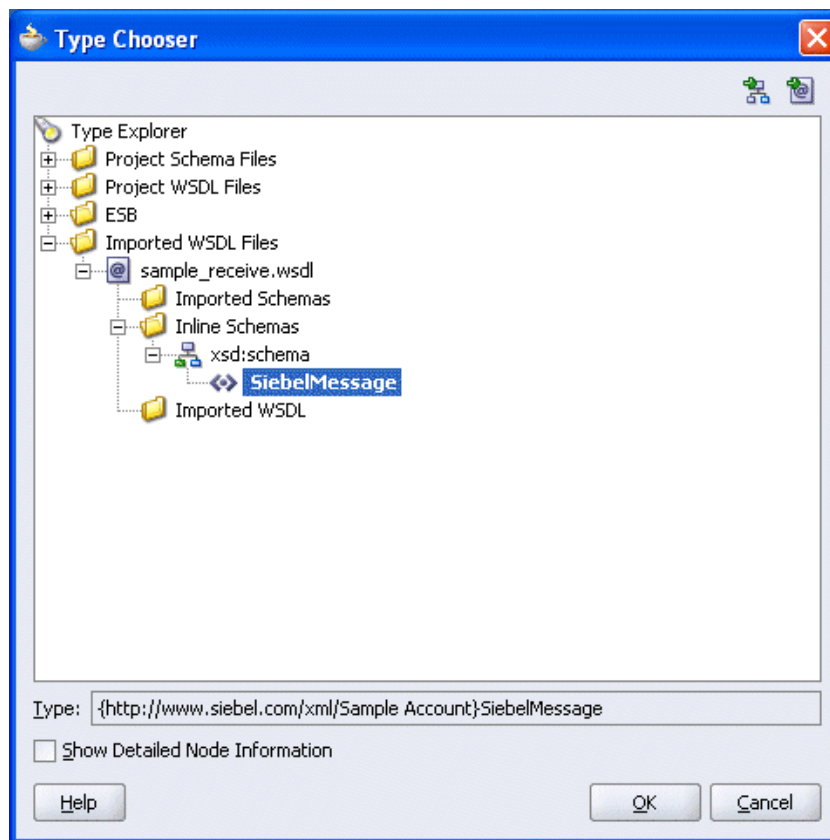 Type Chooser
Type Explorer
Project Schema Files
Project WSDL Files
ESB
Imported WSDL Files
sample_receive.wsdl
Imported Schemas
Inline Schemas
xsd:schema
SiebelMessage
Imported WSDL
Type: {http://www.siebel.com/xml/Sample Account}SiebelMessage
Show Detailed Node Information
Help OK Cancel